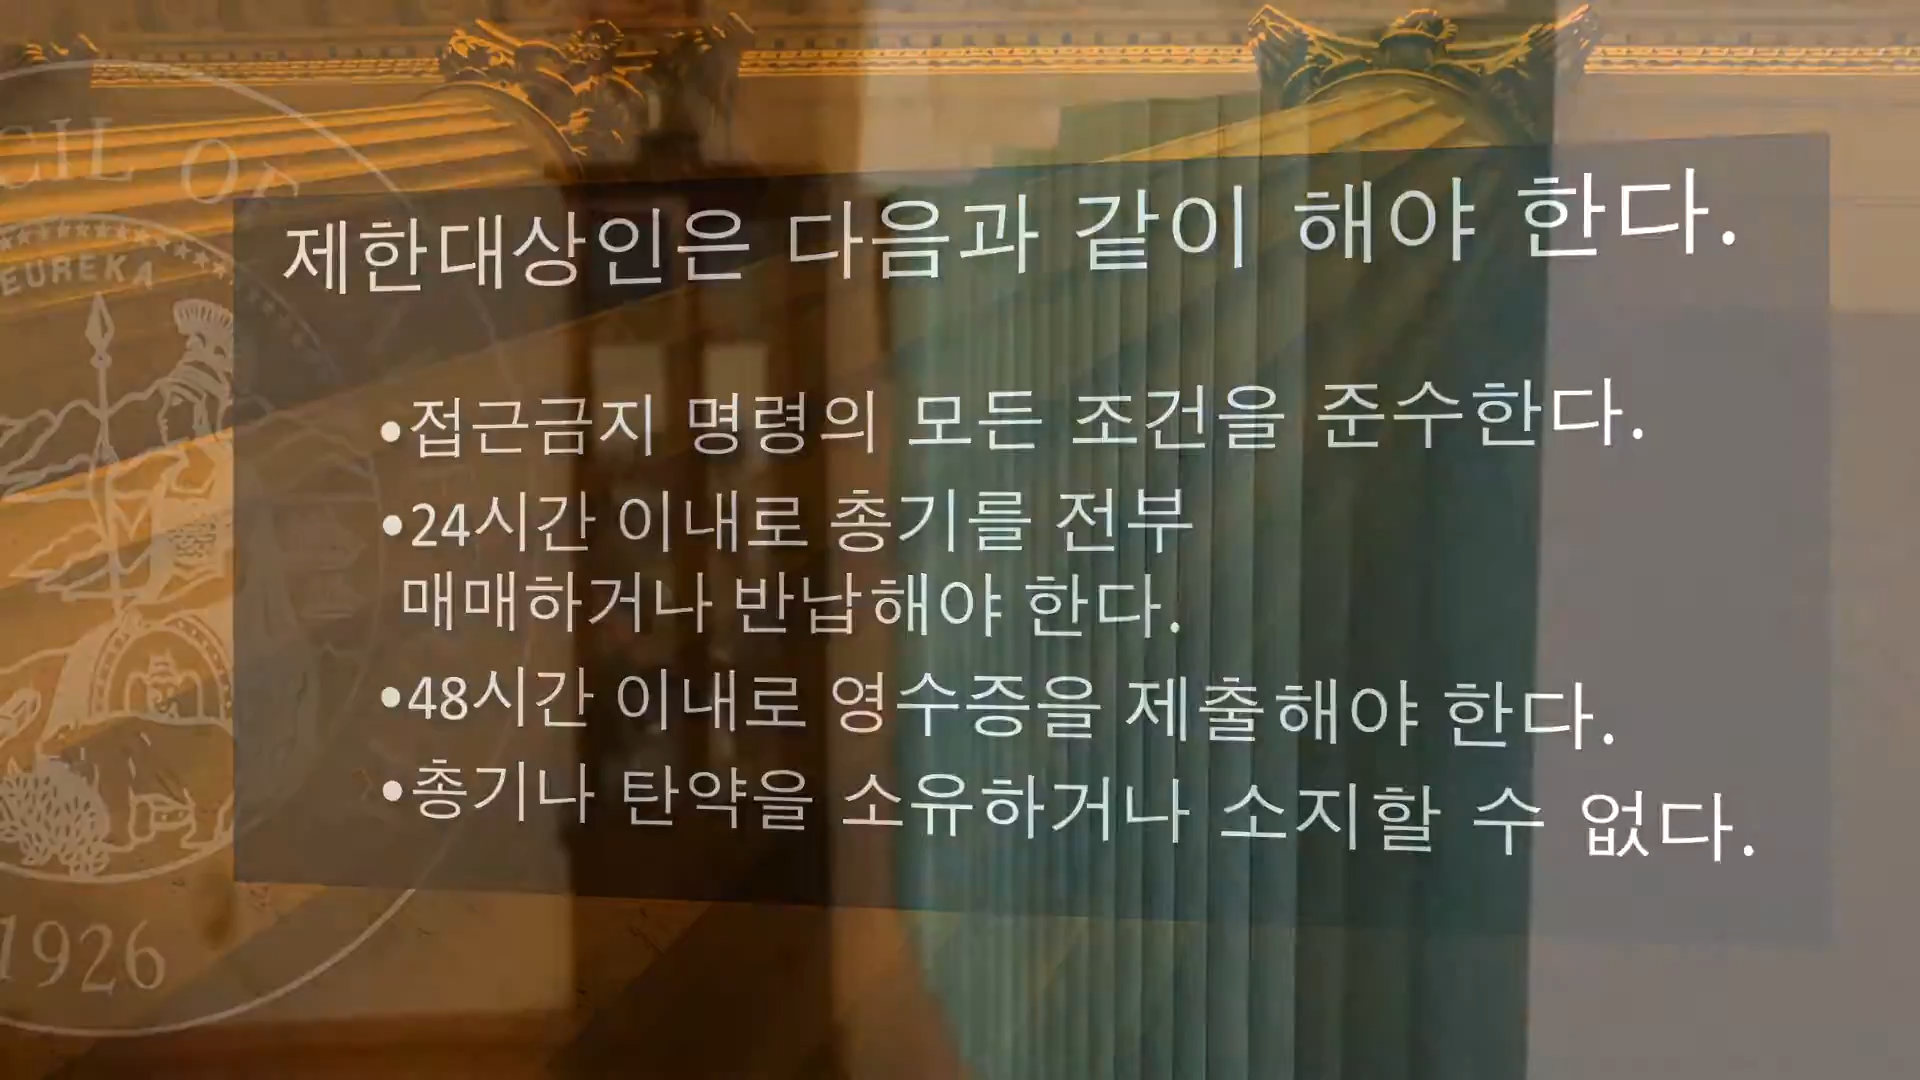 CIL OF
EUREKA
제한대상인은 다음과 같이 해야 한다.
•접근금지 명령의 모든 조건을 준수한다.
•24시간 이내로 총기를 전부
매매하거나 반납해야 한다.
•48시간 이내로 영수증을 제출해야 한다.
•총기나 탄약을 소유하거나 소지할 수 없다.
1926